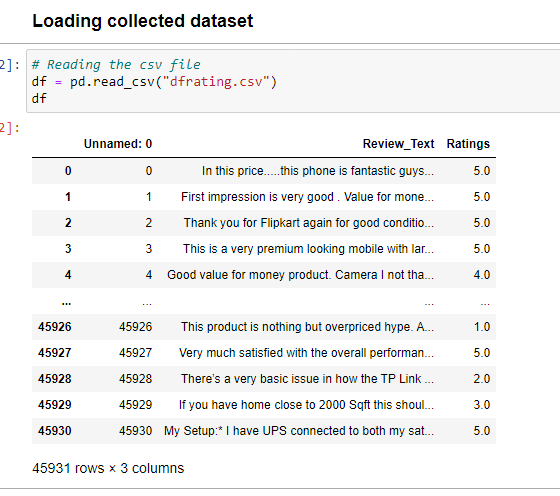 Loading collected dataset
2]: # Reading the csv file
df = pd.read_csv("dfrating.csv")
df
2]:
Unnamed: 0 Review_Text Ratings
0 0 In this price.....this phone is fantastic guys... 5.0
1 1 First impression is very good . Value for mone... 5.0
2 2 Thank you for Flipkart again for good conditio... 5.0
3 3 This is a very premium looking mobile with lar... 5.0
4 4 Good value for money product. Camera I not tha... 4.0
... ... ... ...
45926 45926 This product is nothing but overpriced hype. A... 1.0
45927 45927 Very much satisfied with the overall performan... 5.0
45928 45928 There's a very basic issue in how the TP Link ... 2.0
45929 45929 If you have home close to 2000 Sqft this shoul... 3.0
45930 45930 My Setup:* I have UPS connected to both my sat... 5.0
45931 rows × 3 columns